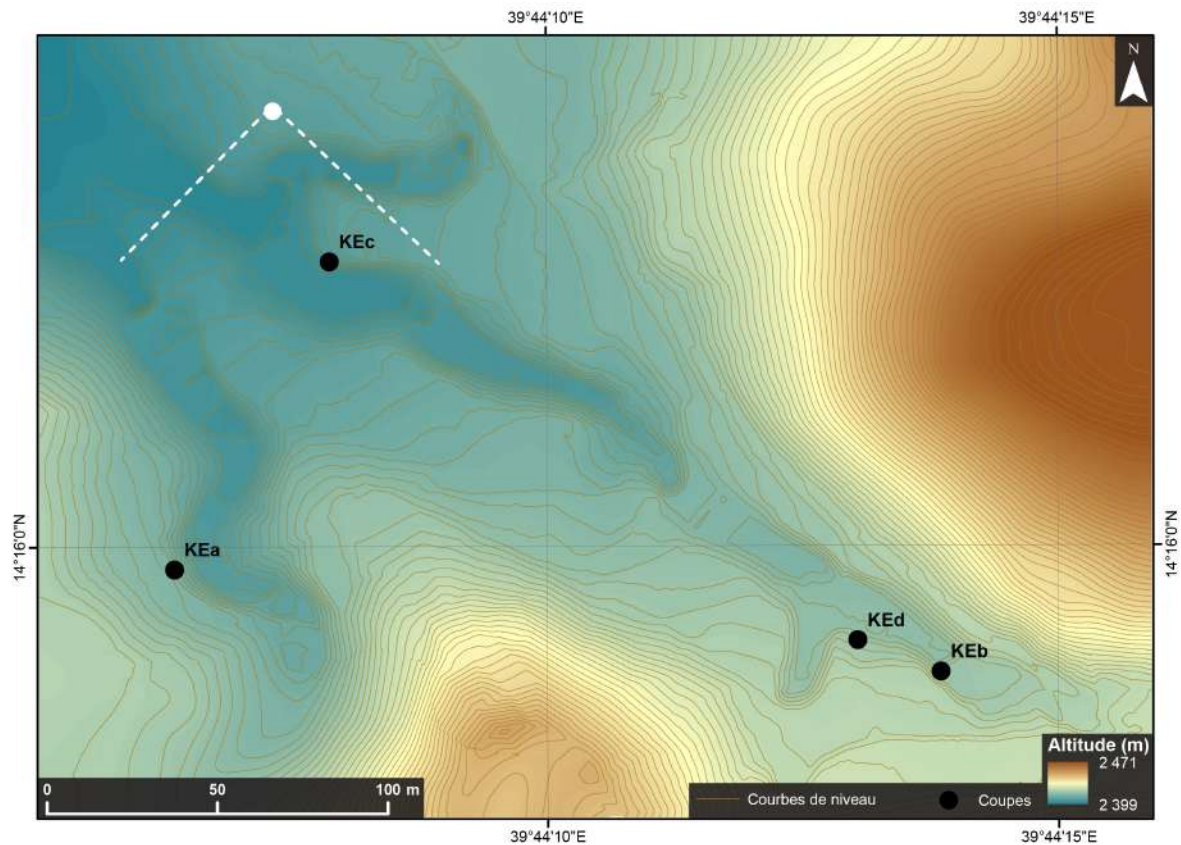 39°44'10"E
39°44'15"E
N
KEc
14°16'0"N
14°16'0"N
KEa
KEd
KEb
Altitude (m)
2 471
2 399
0
50
100 m
Courbes de niveau
Coupes
39°44'10"E
39°44'15"E